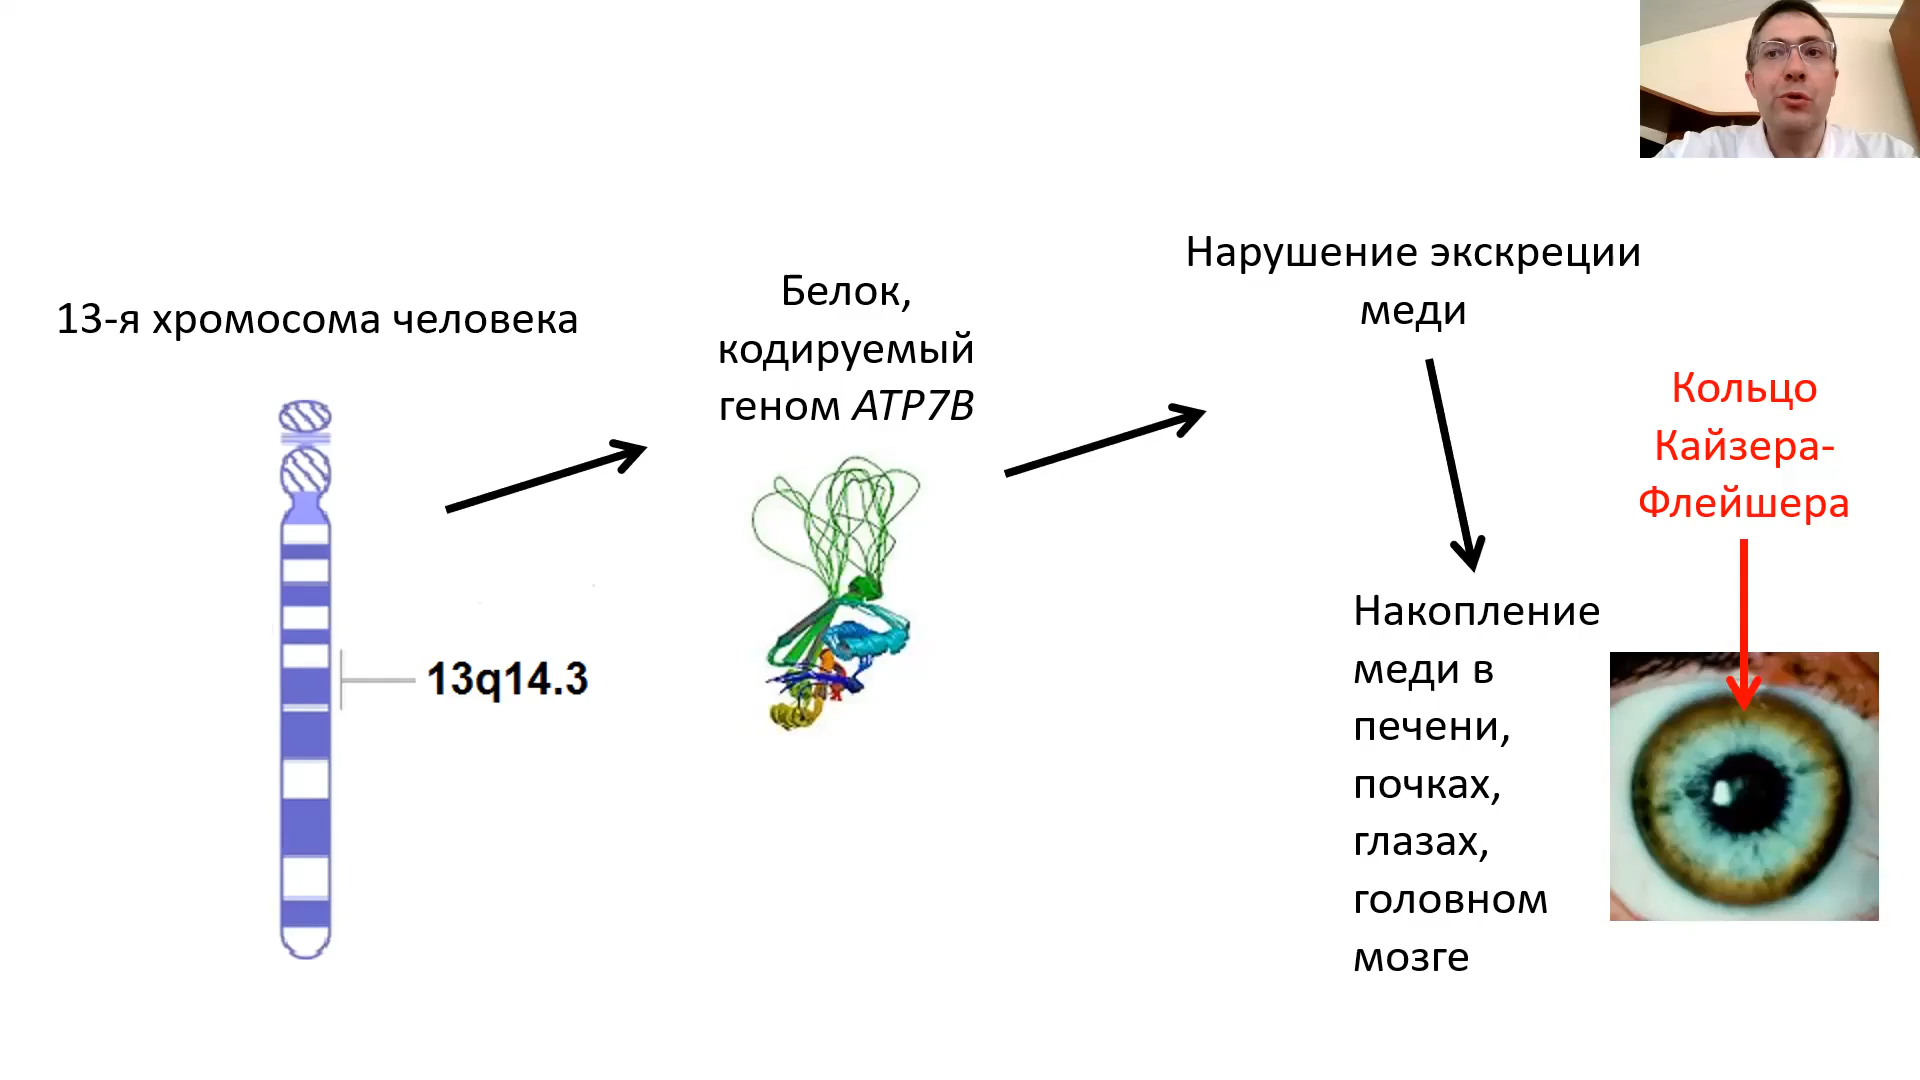 13-я хромосома человека
13q14.3
Белок,
кодируемый
геном ATP7B
Нарушение экскреции
меди
Накопление
меди в
печени,
почках,
глазах,
головном
мозге
Кольцо
Кайзера-
Флейшера